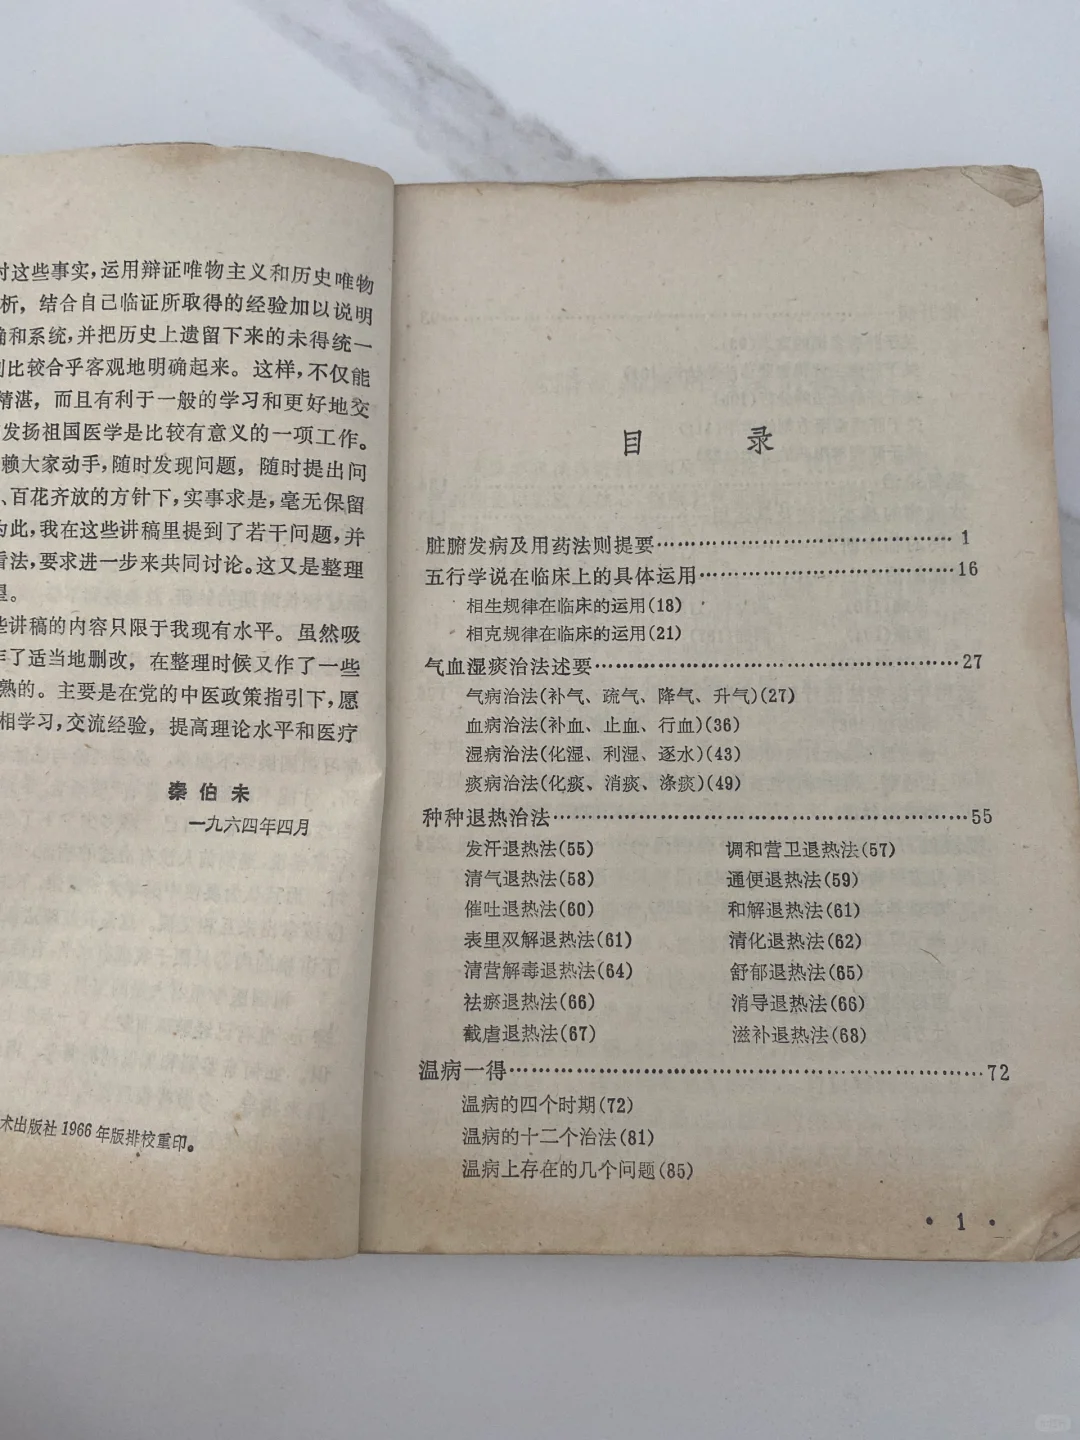 对这些事实，运用辩证唯物主义和历史唯物
析，结合自己临证所取得的经验加以说明
确和系统，并把历史上遗留下来的未得统一
比较合乎客观地明确起来。这样，不仅能
精湛，而且有利于一般的学习和更好地交
发扬祖国医学是比较有意义的一项工作。
赖大家动手，随时发现问题，随时提出问
、百花齐放的方针下，实事求是，毫无保留
为此，我在这些讲稿里提到了若干问题，并
看法，要求进一步来共同讨论。这又是整理
望。
些讲稿的内容只限于我现有水平。虽然吸
作了适当地删改，在整理时候又作了一些
熟的。主要是在党的中医政策指引下，愿
相学习，交流经验，提高理论水平和医疗
秦伯未
一九六四年四月
术出版社1966年版排校重印。
目 录
脏腑发病及用药法则提要…………………………………… 1
五行学说在临床上的具体运用………………………………16
相生规律在临床的运用(18)
相克规律在临床的运用(21)
气血湿痰治法述要……………………………………………27
气病治法(补气、疏气、降气、升气)(27)
血病治法(补血、止血、行血)(36)
湿病治法(化湿、利湿、逐水)(43)
痰病治法(化痰、消痰、涤痰)(49)
种种退热治法…………………………………………………55
发汗退热法(55) 调和营卫退热法(57)
清气退热法(58) 通便退热法(59)
催吐退热法(60) 和解退热法(61)
表里双解退热法(61) 清化退热法(62)
清营解毒退热法(64) 舒郁退热法(65)
祛瘀退热法(66) 消导退热法(66)
截虐退热法(67) 滋补退热法(68)
温病一得………………………………………………………72
温病的四个时期(72)
温病的十二个治法(81)
温病上存在的几个问题(85)
• 1 •